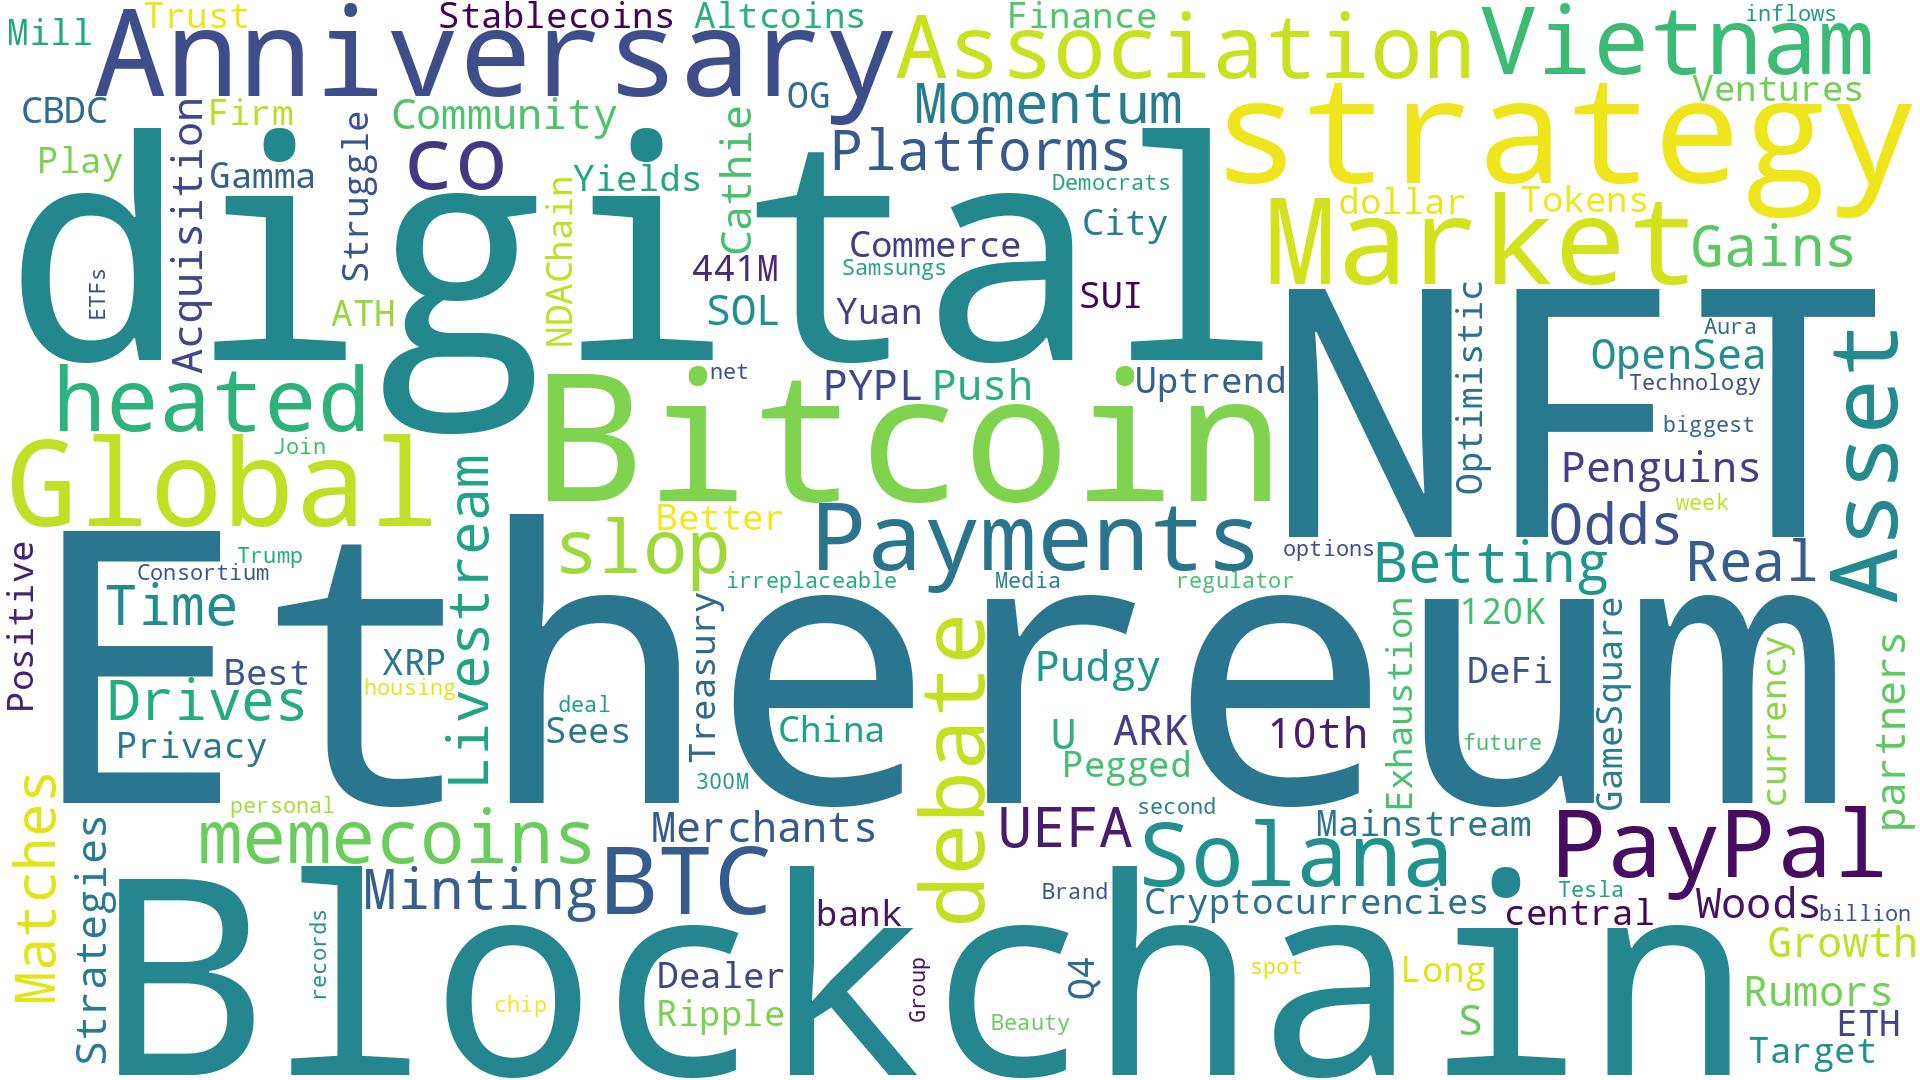 Mill
Trust
Anniversary
Stablecoins
Altcoins
Association
Finance
Vietnam
inflows
CBDC
Firm
Community
OG
Momentum
Ventures
strategy
Play
Acquisition
Gamma
Struggle
co
Yields
Cathie
Platforms
Democrats
digital
ETFs
ATH
NDAChain
441M
SOL
Commerce
Samsungs
Yuan
City
SUI
Market
dollar
Tokens
Gains
heated
net
PYPL
Push
Uptrend
Bitcoin
NFT
Optimistic
Aura
OpenSea
Technology
biggest
Penguins
week
Odds
Asset
Global
Join
Livestream
slop
Better
Payments
options
Betting
Real
Positive
Trump
Consortium
Time
irreplaceable
Media
regulator
Ethereum
Best
XRP
housing
Drives
Privacy
deal
Sees
Treasury
China
300M
debate
Pudgy
U
ARK
10th
Pegged
Exhaustion
120K
DeFi
future
GameSquare
currency
partners
Matches
personal
memecoins
Merchants
UEFA
second
Solana
Mainstream
PayPal
Strategies
Minting
BTC
bank
Brand
Cryptocurrencies
Tesla
central
Woods
billion
Blockchain
records
chip
Dealer
Ripple
Group
Beauty
Q4
spot
Long
S
Growth
Rumors
ETH
Target